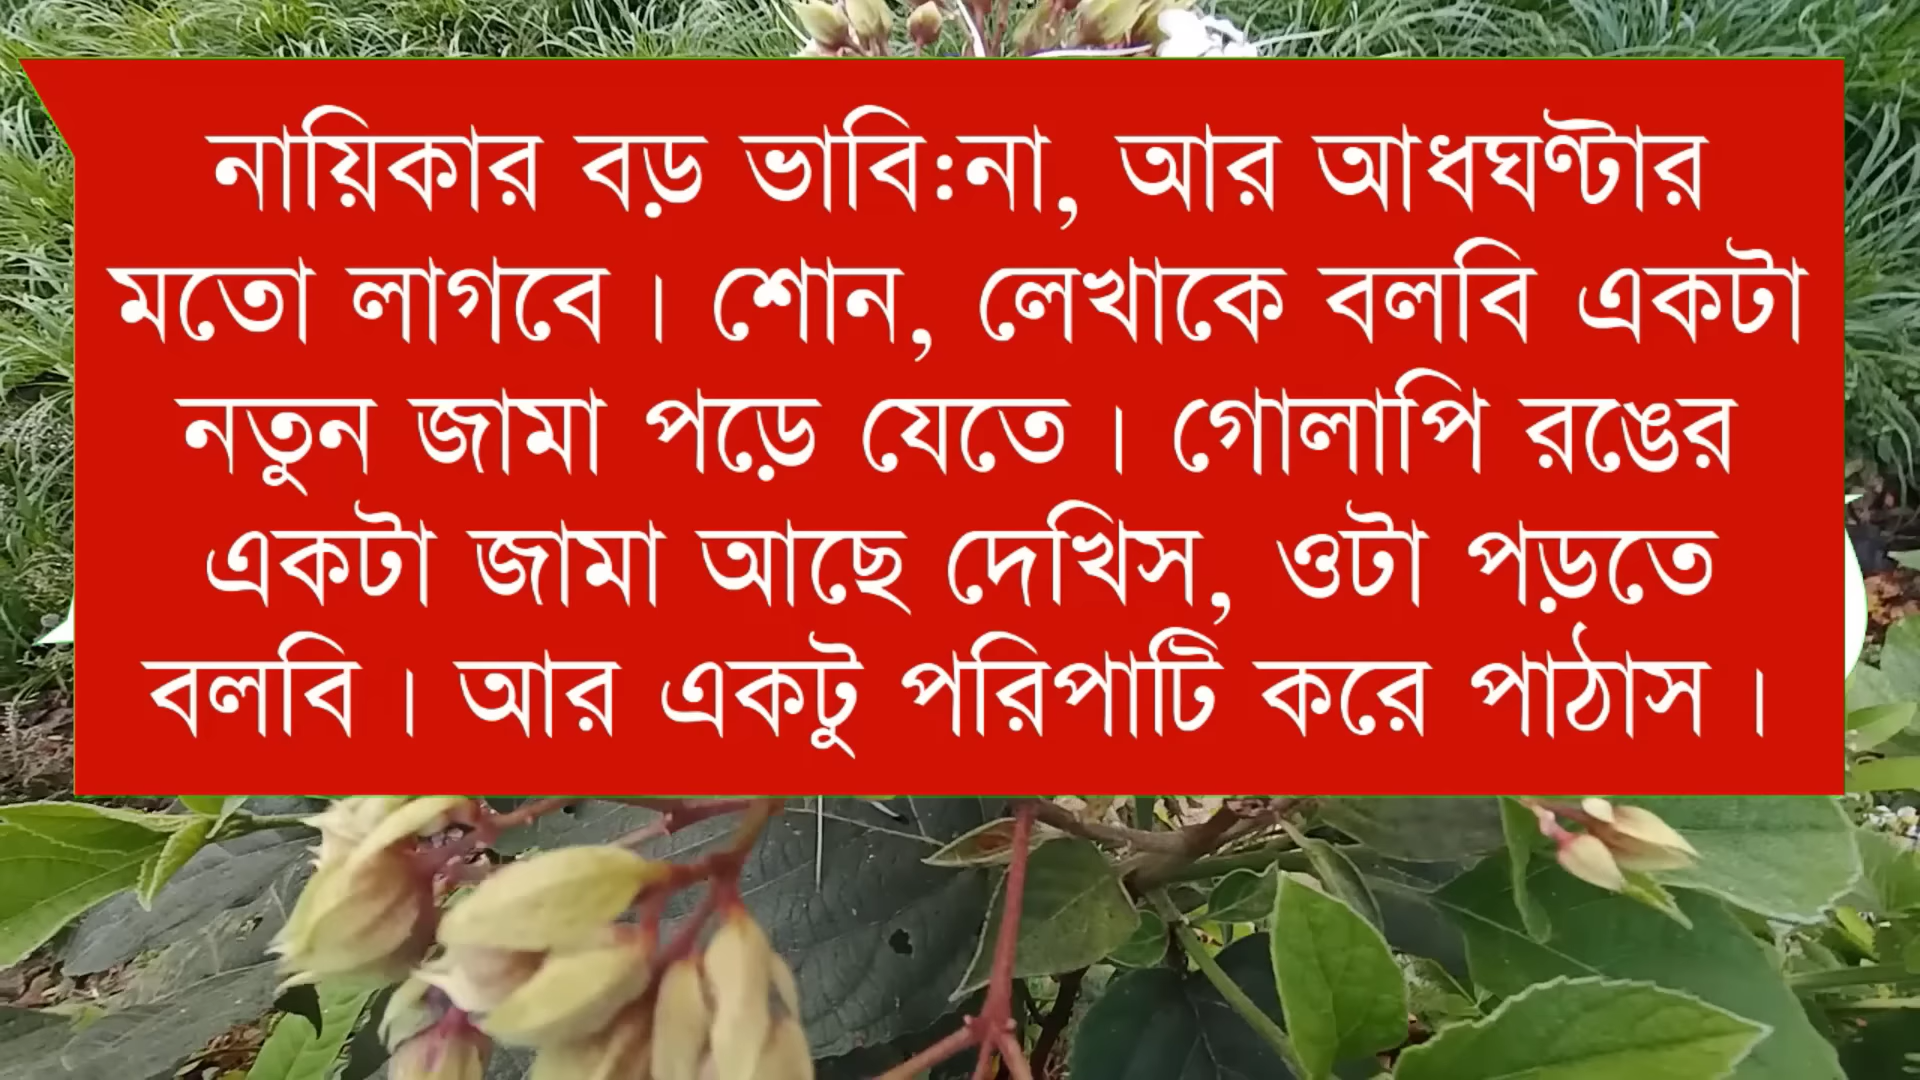 নায়িকার বড় ভাবি:না, আর আধঘণ্টার
মতো লাগবে। শোন, লেখাকে বলবি একটা
নতুন জামা পড়ে যেতে। গোলাপি রঙের
একটা জামা আছে দেখিস, ওটা পড়তে
বলবি। আর একটু পরিপাটি করে পাঠাস।